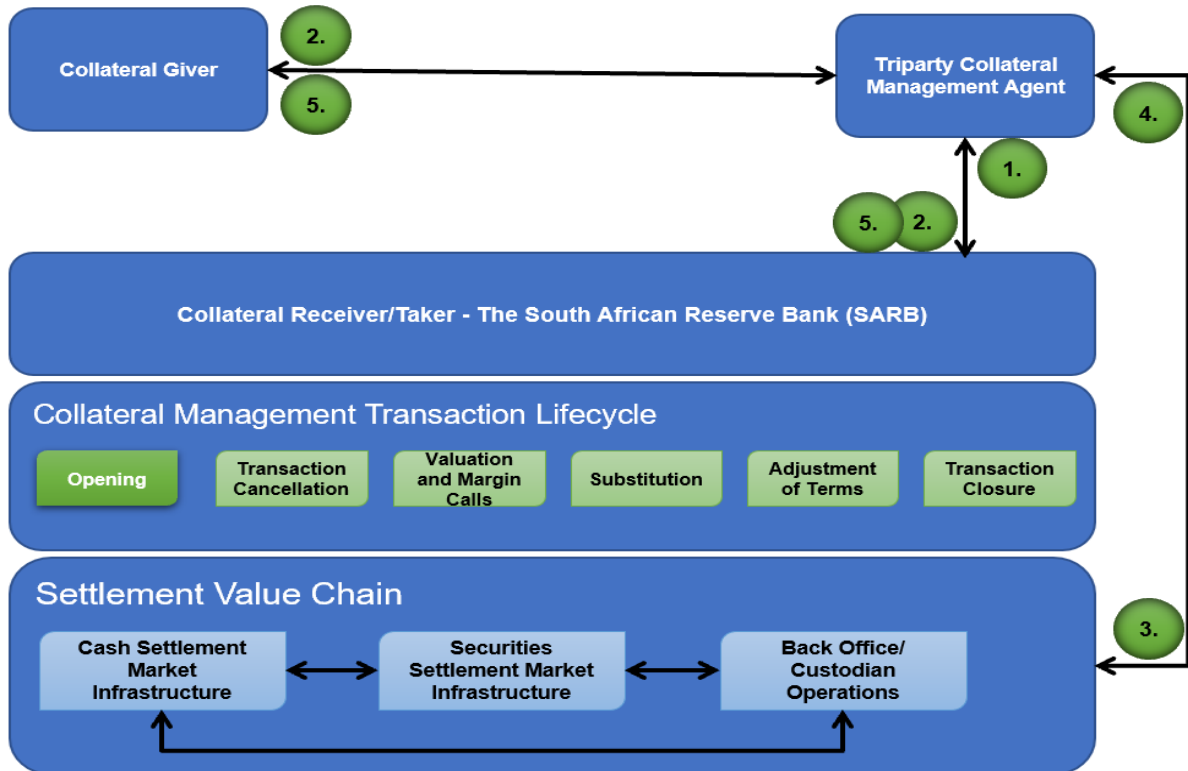 Collateral Giver
2.
5.
Triparty Collateral
Management Agent
4.
1.
5.
2.
Collateral Receiver/Taker - The South African Reserve Bank (SARB)
Collateral Management Transaction Lifecycle
Opening
Transaction
Cancellation
Valuation
and Margin
Calls
Substitution
Adjustment
of Terms
Transaction
Closure
Settlement Value Chain
Cash Settlement
Market
Infrastructure
Securities
Settlement Market
Infrastructure
Back Office/
Custodian
Operations
3.